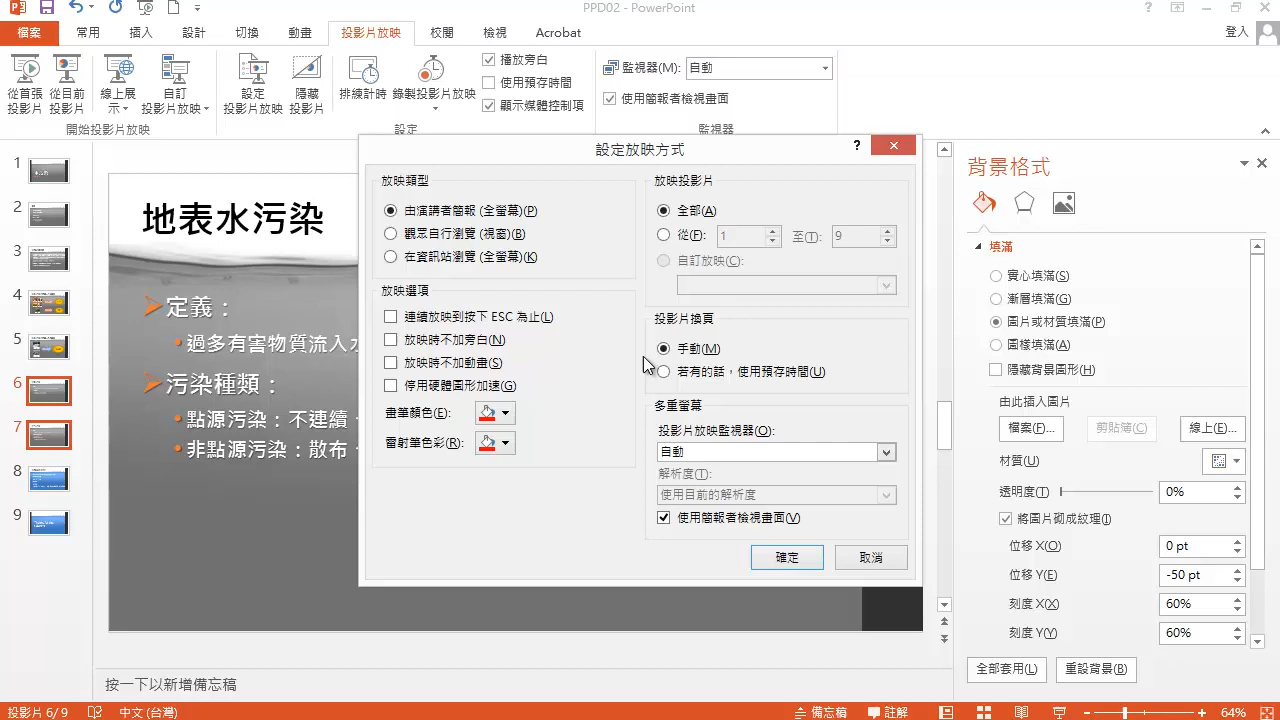 PPD02 - PowerPoint
檔案 常用 插入 設計 切換 動畫 投影片放映 校閱 檢視 Acrobat 登入
從首張投影片
從目前投影片
線上展示
自訂投影片放映
設定投影片放映
隱藏投影片
排練計時
錄製投影片放映
播放旁白
使用預存時間
顯示媒體控制項
監視器(M): 自動
使用簡報者檢視畫面
開始投影片放映 設定 監視器
1
2
3
4
5
6
7
8
9
地表水污染
定義：
過多有害物質流入水
污染種類：
點源污染：不連續、
非點源污染：散布、
設定放映方式
放映類型
由演講者簡報 (全螢幕)(P)
觀眾自行瀏覽 (視窗)(B)
在資訊站瀏覽 (全螢幕)(K)
放映選項
連續放映到按下 ESC 為止(L)
放映時不加旁白(N)
放映時不加動畫(S)
停用硬體圖形加速(G)
畫筆顏色(E):
雷射筆色彩(R):
放映投影片
全部(A)
從(F): 1 至(T): 9
自訂放映(C):
投影片換頁
手動(M)
若有的話，使用預存時間(U)
多重螢幕
投影片放映監視器(O):
自動
解析度(T):
使用目前的解析度
使用簡報者檢視畫面(V)
確定 取消
背景格式
填滿
實心填滿(S)
漸層填滿(G)
圖片或材質填滿(P)
圖樣填滿(A)
隱藏背景圖形(H)
由此插入圖片
檔案(F)... 剪貼簿(C) 線上(E)...
材質(U)
透明度(T) 0%
將圖片砌成紋理(I)
位移 X(O) 0 pt
位移 Y(E) -50 pt
刻度 X(X) 60%
刻度 Y(Y) 60%
全部套用(L) 重設背景(B)
按一下以新增備忘稿
投影片 6/9 中文 (台灣) 備忘稿 註解 64%